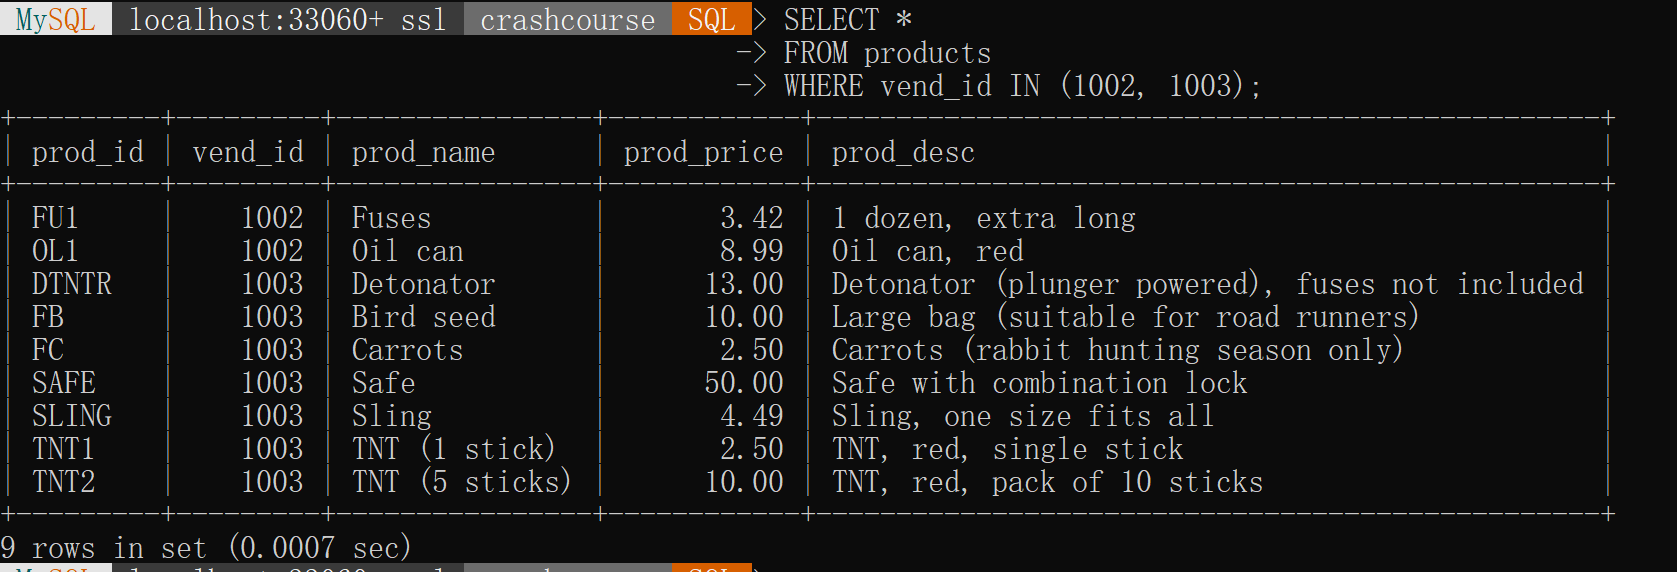 MySQL localhost:33060+ ssl crashcourse SQL > SELECT *
-> FROM products
-> WHERE vend_id IN (1002, 1003);
+---------+---------+----------------+------------+------------------------------------------------+
| prod_id | vend_id | prod_name      | prod_price | prod_desc                                      |
+---------+---------+----------------+------------+------------------------------------------------+
| FU1     |    1002 | Fuses          |       3.42 | 1 dozen, extra long                            |
| OL1     |    1002 | Oil can        |       8.99 | Oil can, red                                   |
| DTNTR   |    1003 | Detonator      |      13.00 | Detonator (plunger powered), fuses not included |
| FB      |    1003 | Bird seed      |      10.00 | Large bag (suitable for road runners)          |
| FC      |    1003 | Carrots        |       2.50 | Carrots (rabbit hunting season only)           |
| SAFE    |    1003 | Safe           |      50.00 | Safe with combination lock                     |
| SLING   |    1003 | Sling          |       4.49 | Sling, one size fits all                       |
| TNT1    |    1003 | TNT (1 stick)  |       2.50 | TNT, red, single stick                         |
| TNT2    |    1003 | TNT (5 sticks) |      10.00 | TNT, red, pack of 10 sticks                    |
+---------+---------+----------------+------------+------------------------------------------------+
9 rows in set (0.0007 sec)